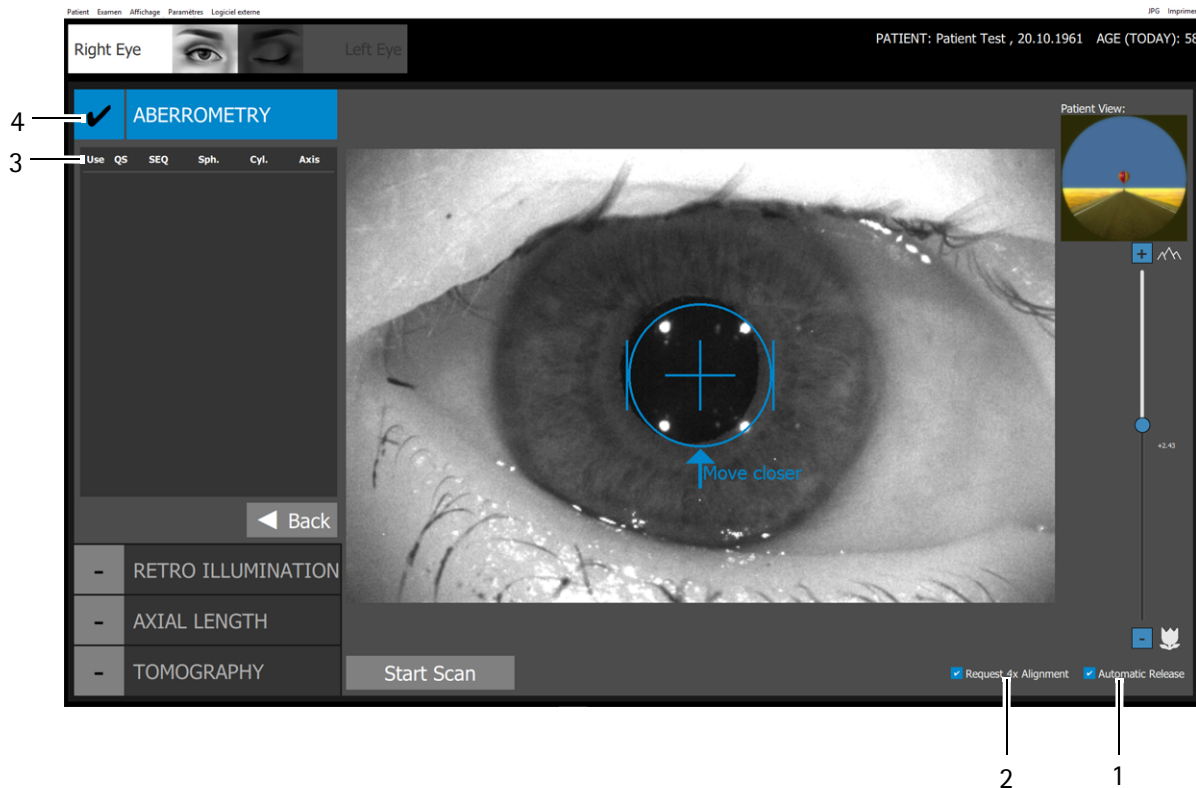 Patient Examen Affichage Paramètres Logiciel externe JPG Imprimer
Right Eye Left Eye PATIENT: Patient Test , 20.10.1961 AGE (TODAY): 58
4 ABERROMETRY
Patient View:
3 Use QS SEQ Sph. Cyl. Axis
+
+2.43
Move closer
Back
- RETRO ILLUMINATION
- AXIAL LENGTH
-
- TOMOGRAPHY
Start Scan Request 4x Alignment Automatic Release
2 1